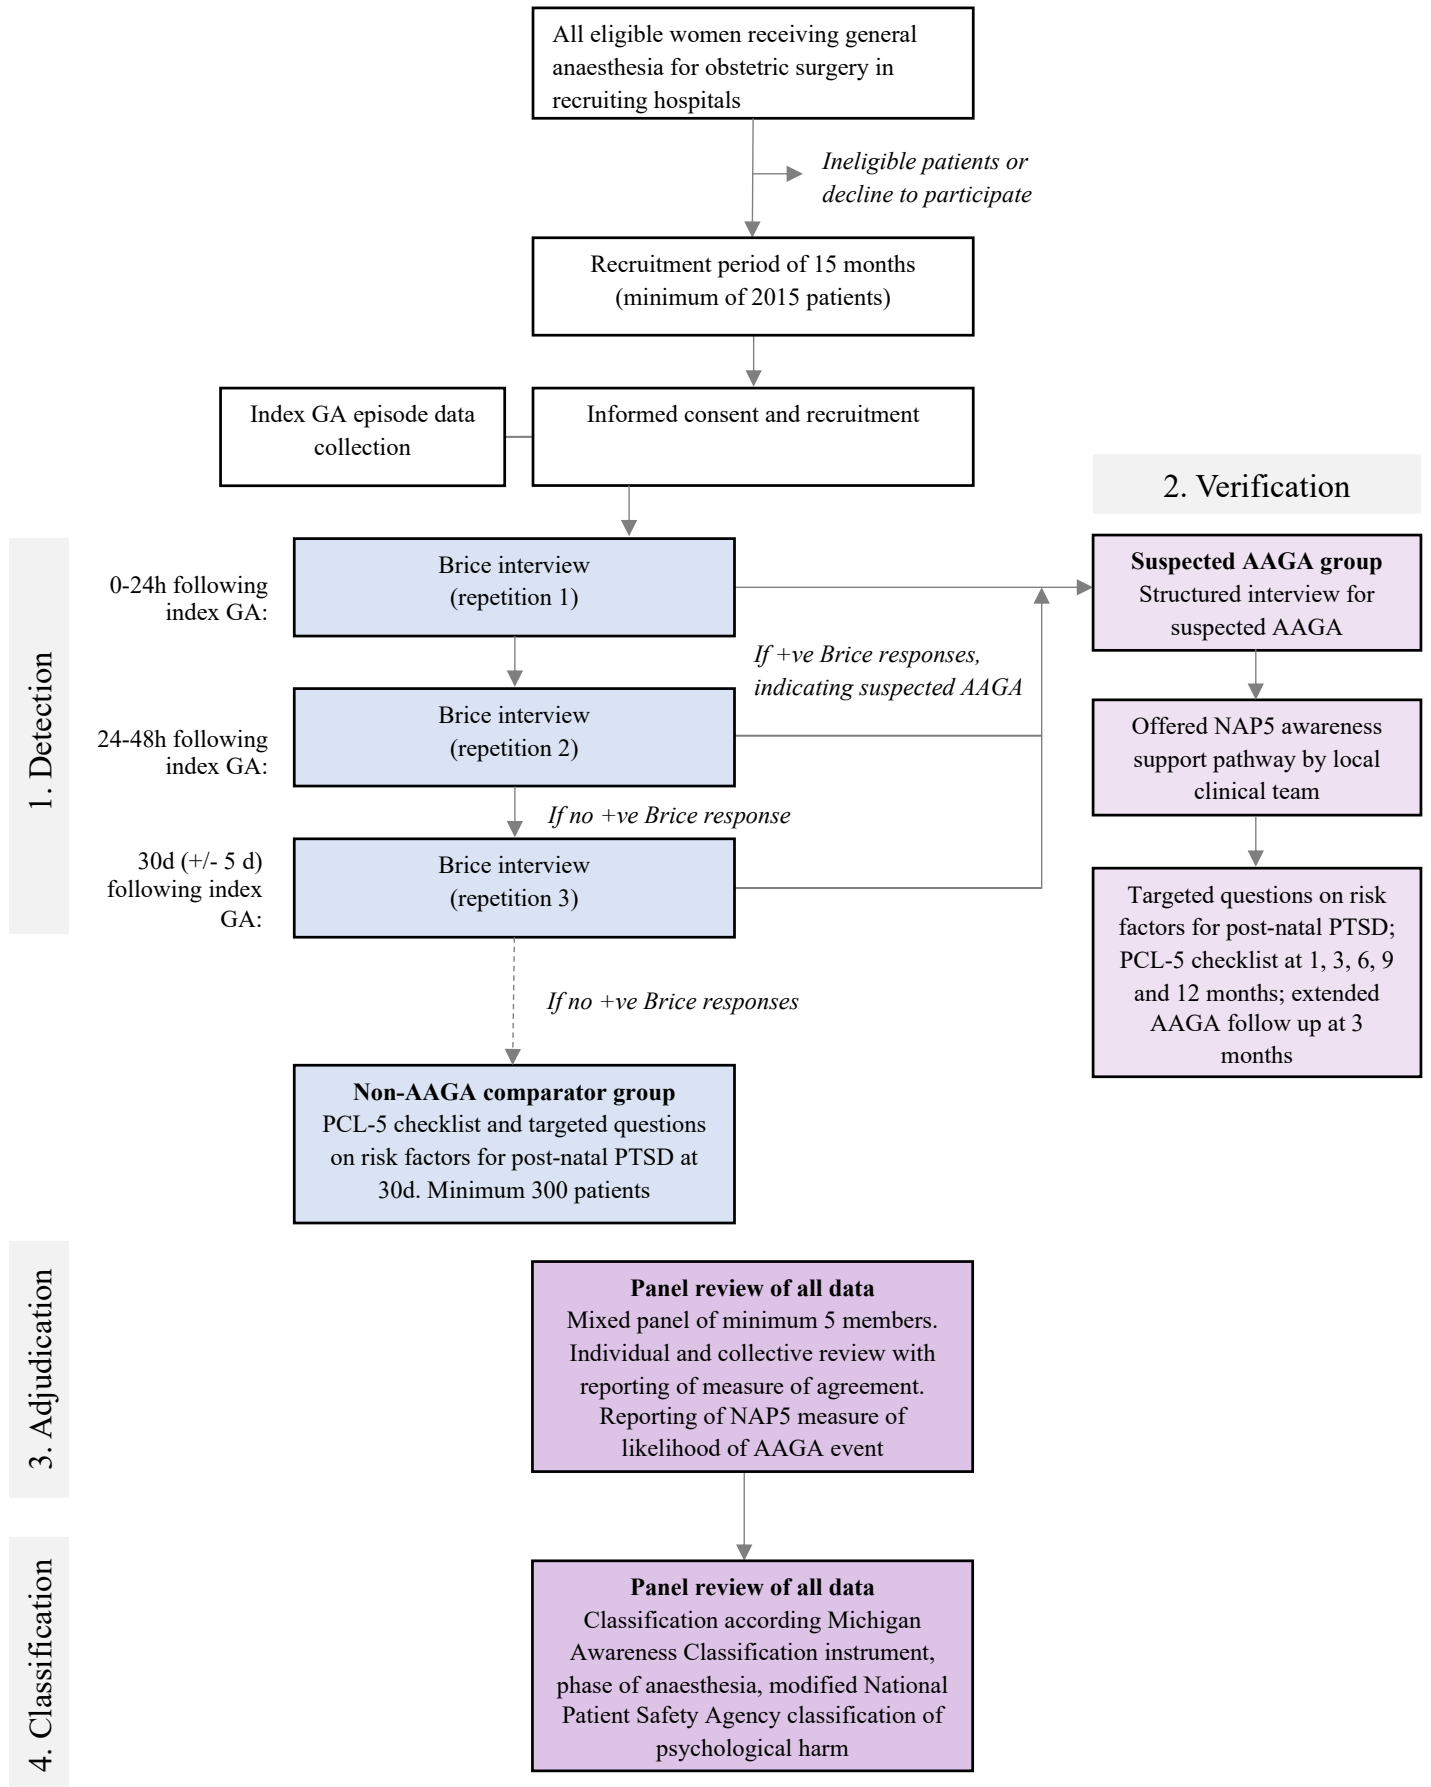 All eligible women receiving general
anaesthesia for obstetric surgery in
recruiting hospitals
Ineligible patients or
decline to participate
Recruitment period of 15 months
(minimum of 2015 patients)
Index GA episode data
collection
Informed consent and recruitment
2. Verification
1. Detection
0-24h following
index GA:
Brice interview
(repetition 1)
Suspected AAGA group
Structured interview for
suspected AAGA
If +ve Brice responses,
indicating suspected AAGA
24-48h following
index GA:
Brice interview
(repetition 2)
Offered NAP5 awareness
support pathway by local
clinical team
If no +ve Brice response
30d (+/- 5 d)
following index
GA:
Brice interview
(repetition 3)
Targeted questions on risk
factors for post-natal PTSD;
PCL-5 checklist at 1, 3, 6, 9
and 12 months; extended
AAGA follow up at 3
months
If no +ve Brice responses
Non-AAGA comparator group
PCL-5 checklist and targeted questions
on risk factors for post-natal PTSD at
30d. Minimum 300 patients
3. Adjudication
Panel review of all data
Mixed panel of minimum 5 members.
Individual and collective review with
reporting of measure of agreement.
Reporting of NAP5 measure of
likelihood of AAGA event
4. Classification
Panel review of all data
Classification according Michigan
Awareness Classification instrument,
phase of anaesthesia, modified National
Patient Safety Agency classification of
psychological harm